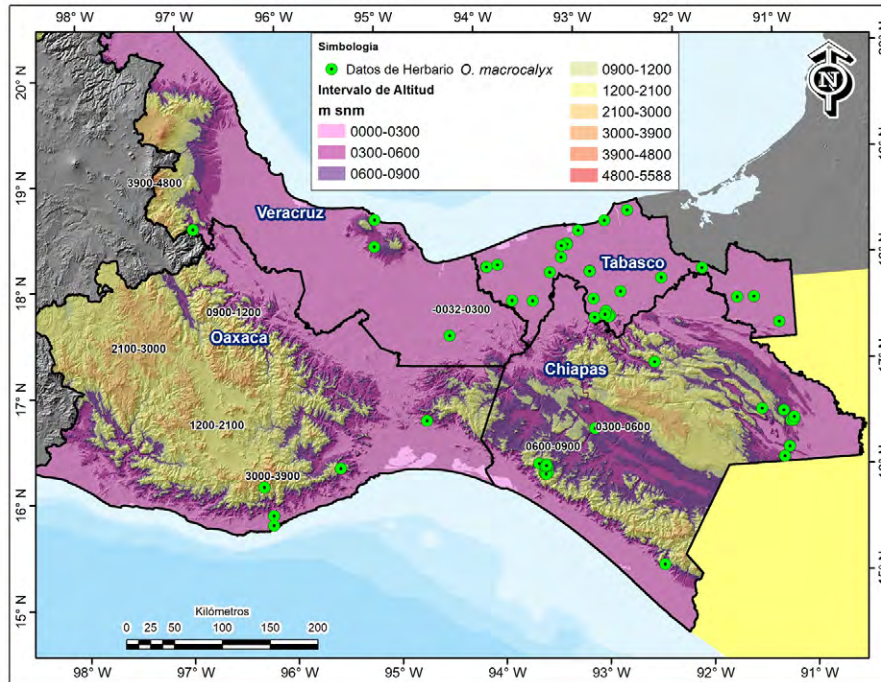 98° W 97° W 96° W 95° W 94° W 93° W 92° W 91° W
20° N
19° N
18° N
17° N
16° N
15° N
Simbología
Datos de Herbario O. macrocalyx
Intervalo de Altitud
m snm
0000-0300
0300-0600
0600-0900
0900-1200
1200-2100
2100-3000
3000-3900
3900-4800
4800-5588
N
3900-4800
Veracruz
Tabasco
0900-1200
-0032-0300
Oaxaca
2100-3000
Chiapas
1200-2100
0300-0600
0600-0900
3000-3900
17° N
15° N
Kilómetros
0 25 50 100 150 200
98° W 97° W 96° W 95° W 94° W 93° W 92° W 91° W